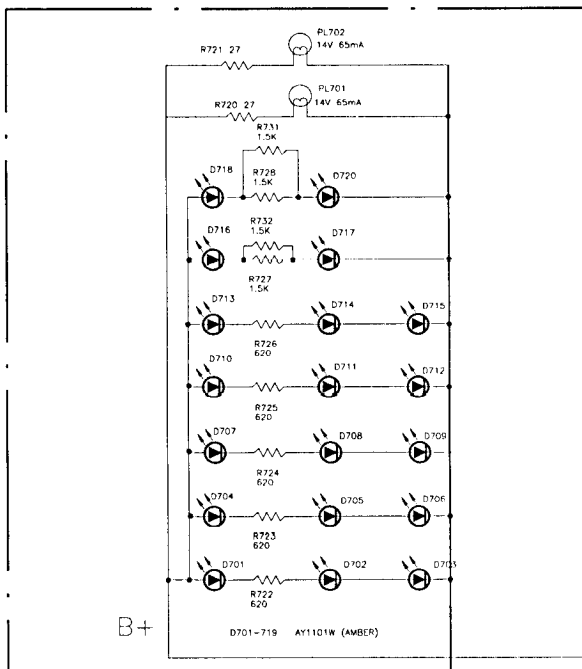 PL702
14V 65mA
R721 27
PL701
14V 65mA
R720 27
R731
1.5K
D718
R728
1.5K
D720
D716
R732
1.5K
D717
R727
1.5K
D713
D714
D715
R726
620
D710
D711
D712
R725
620
D707
D708
D709
R724
620
D704
D705
D706
R723
620
D701
D702
D703
R722
620
B+
D701-719 AY1101W (AMBER)